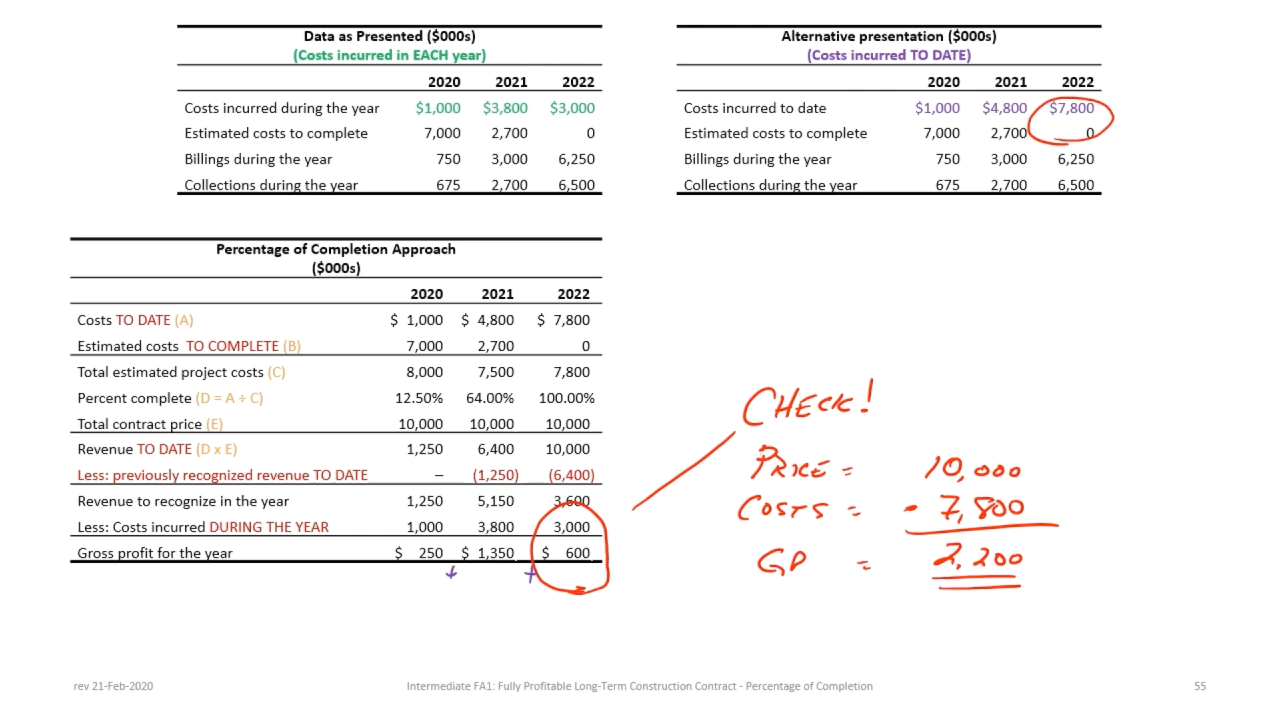 Data as Presented ($000s)
(Costs incurred in EACH year)
2020 2021 2022
Costs incurred during the year $1,000 $3,800 $3,000
Estimated costs to complete 7,000 2,700 0
Billings during the year 750 3,000 6,250
Collections during the year 675 2,700 6,500
Alternative presentation ($000s)
(Costs incurred TO DATE)
2020 2021 2022
Costs incurred to date $1,000 $4,800 $7,800
Estimated costs to complete 7,000 2,700 0
Billings during the year 750 3,000 6,250
Collections during the year 675 2,700 6,500
Percentage of Completion Approach
($000s)
2020 2021 2022
Costs TO DATE (A) $ 1,000 $ 4,800 $ 7,800
Estimated costs TO COMPLETE (B) 7,000 2,700 0
Total estimated project costs (C) 8,000 7,500 7,800
Percent complete (D = A ÷ C) 12.50% 64.00% 100.00%
Total contract price (E) 10,000 10,000 10,000
Revenue TO DATE (D x E) 1,250 6,400 10,000
Less: previously recognized revenue TO DATE – (1,250) (6,400)
Revenue to recognize in the year 1,250 5,150 3,600
Less: Costs incurred DURING THE YEAR 1,000 3,800 3,000
Gross profit for the year $ 250 $ 1,350 $ 600
+ +
CHECK!
PRICE = 10,000
COSTS = - 7,800
GP = 2,200
rev 21-Feb-2020
Intermediate FA1: Fully Profitable Long-Term Construction Contract - Percentage of Completion
55